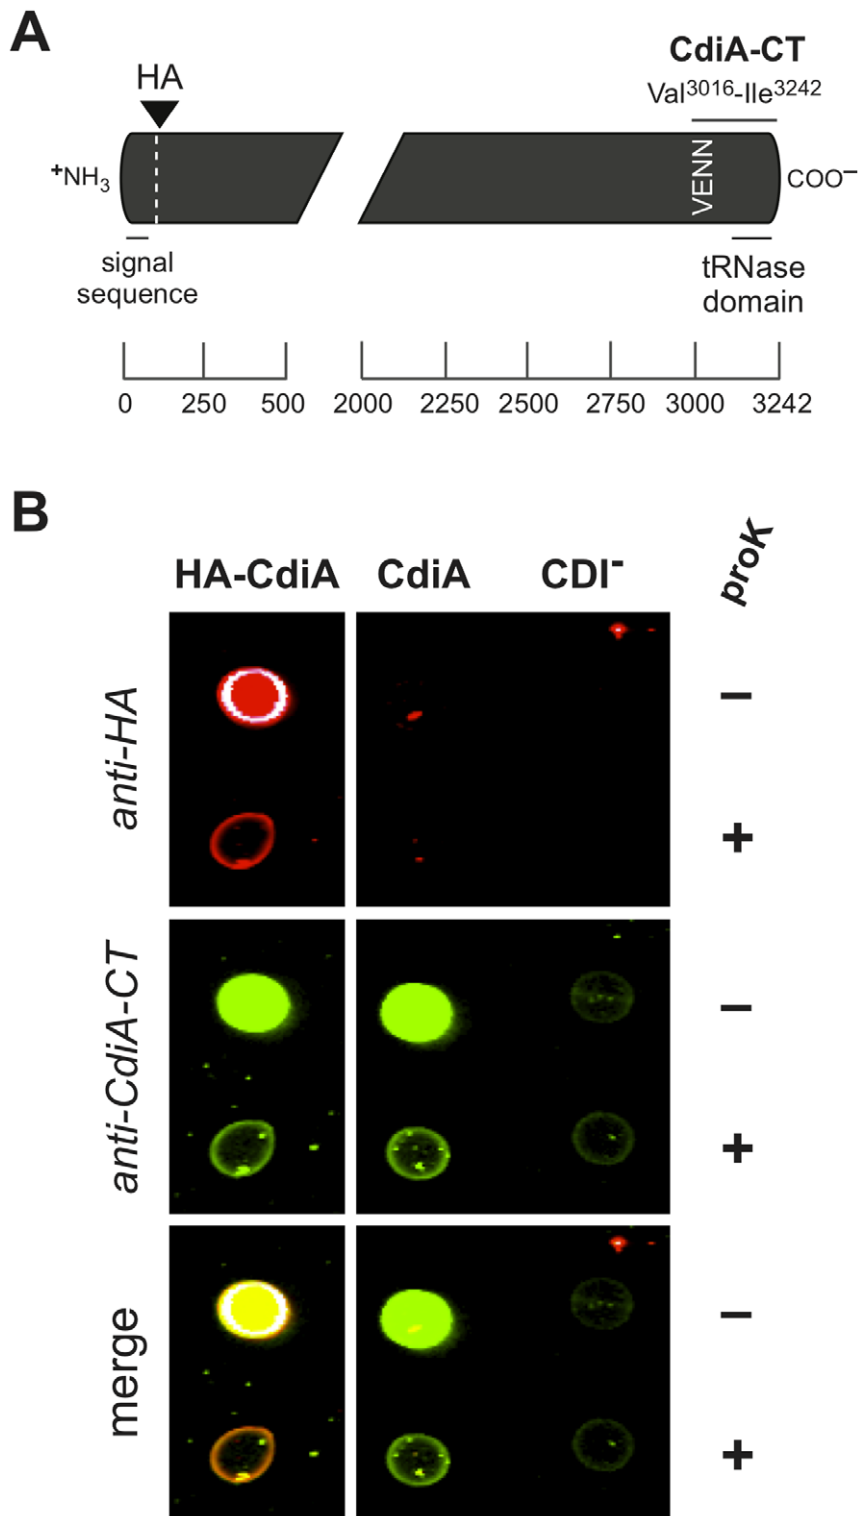 A
CdiA-CT
HA
Val3016-Ile3242
+NH3
VENN
COO–
signal
sequence
tRNase
domain
0 250 500 2000 2250 2500 2750 3000 3242
B
HA-CdiA CdiA CDI- proK
anti-HA
–
+
anti-CdiA-CT
–
+
merge
–
+